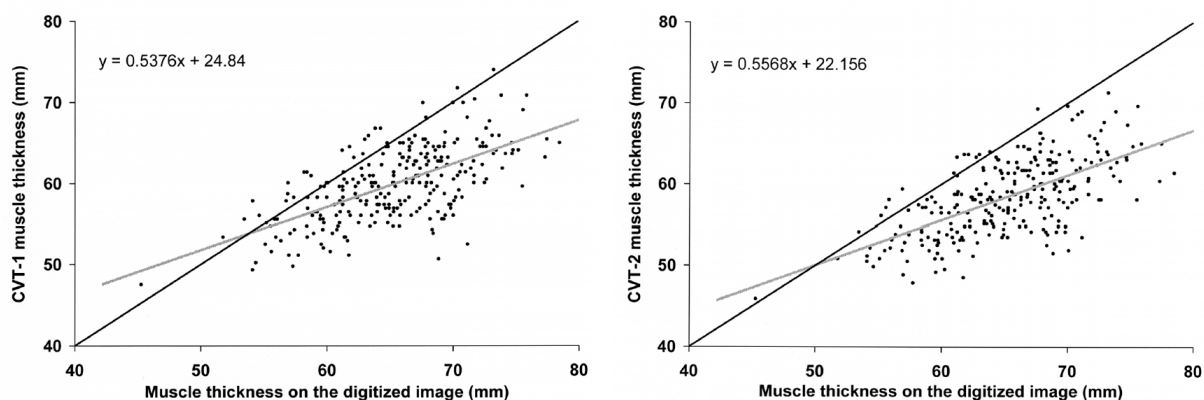 80
70
60
50
40
CVT-1 muscle thickness (mm)
y = 0.5376x + 24.84
40 50 60 70 80
Muscle thickness on the digitized image (mm)
80
70
60
50
40
CVT-2 muscle thickness (mm)
y = 0.5568x + 22.156
40 50 60 70 80
Muscle thickness on the digitized image (mm)